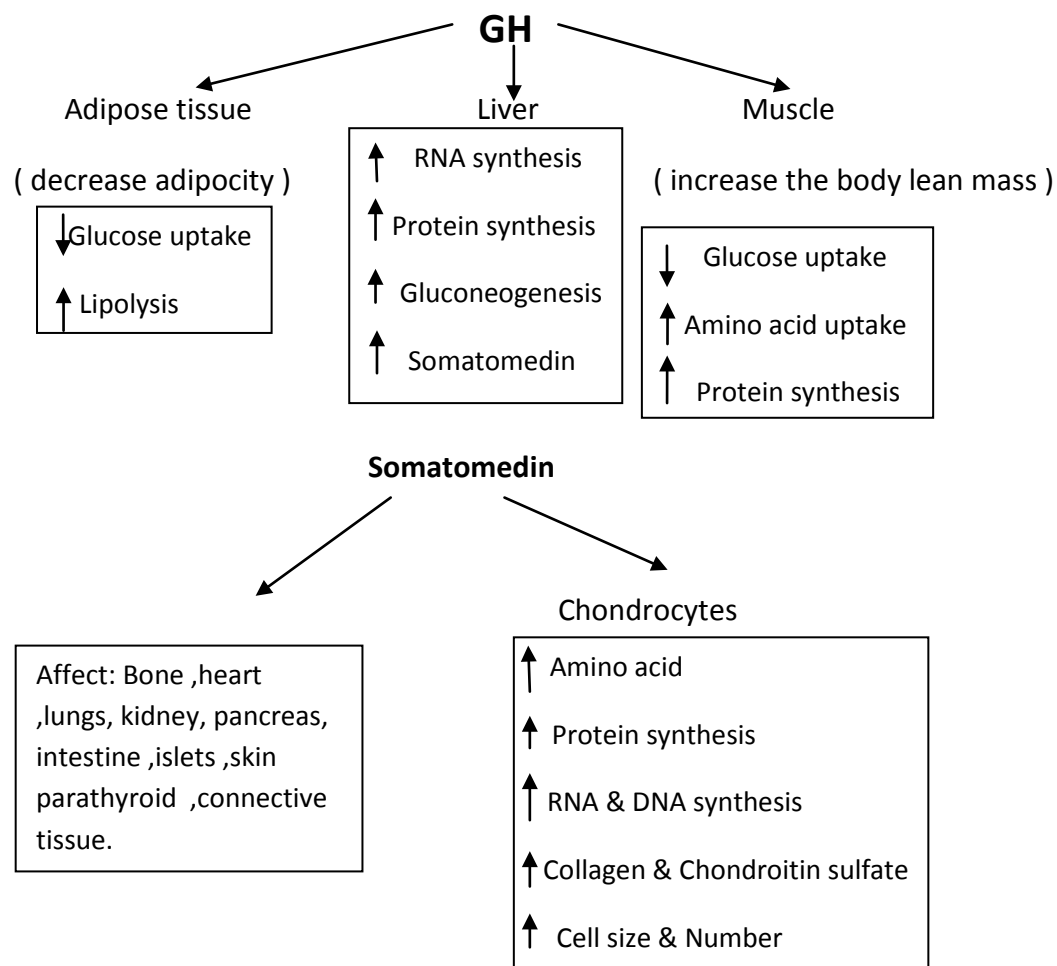 GH
Adipose tissue
Liver
Muscle
( decrease adipocity )
( increase the body lean mass )
Glucose uptake
Lipolysis
RNA synthesis
Protein synthesis
Gluconeogenesis
Somatomedin
Glucose uptake
Amino acid uptake
Protein synthesis
Somatomedin
Affect: Bone ,heart
,lungs, kidney, pancreas,
intestine ,islets ,skin
parathyroid ,connective
tissue.
Chondrocytes
Amino acid
Protein synthesis
RNA & DNA synthesis
Collagen & Chondroitin sulfate
Cell size & Number